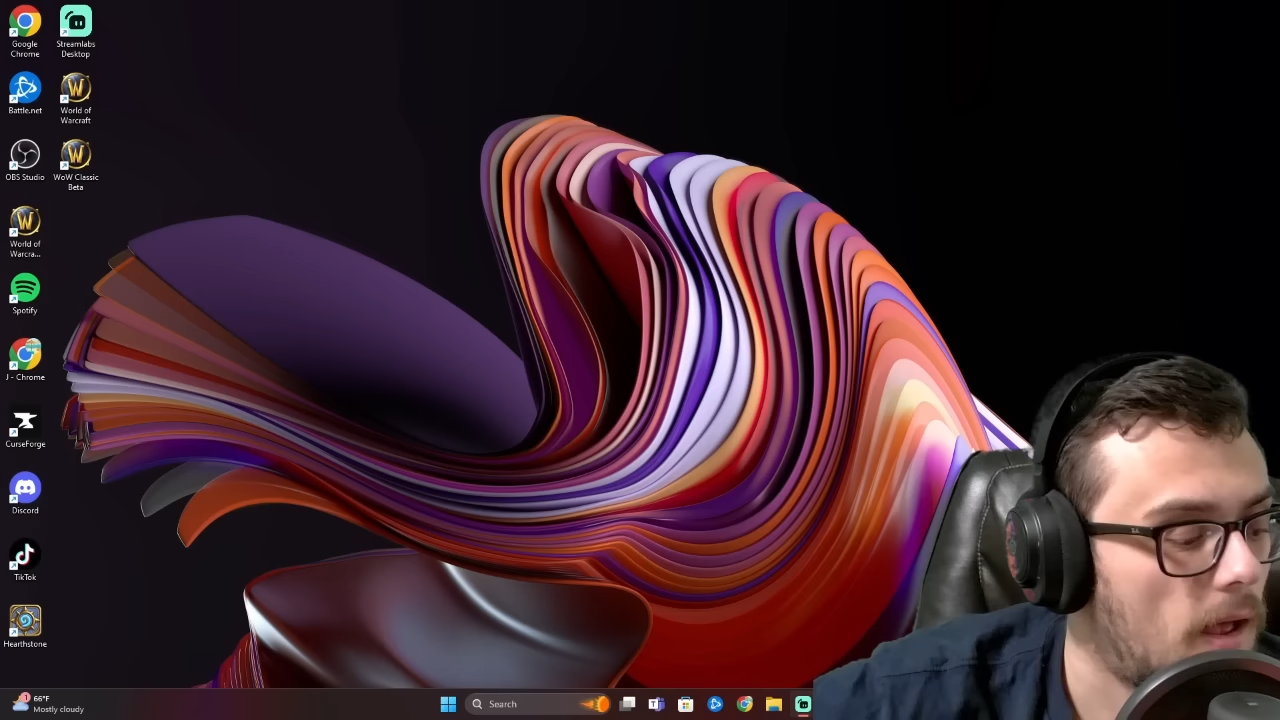 Google
Chrome
Streamlabs
Desktop
Battle.net
World of
Warcraft
OBS Studio
WoW Classic
Beta
World of
Warcra...
Spotify
J - Chrome
CurseForge
Discord
TikTok
Hearthstone
1
66°F
Mostly cloudy
Search